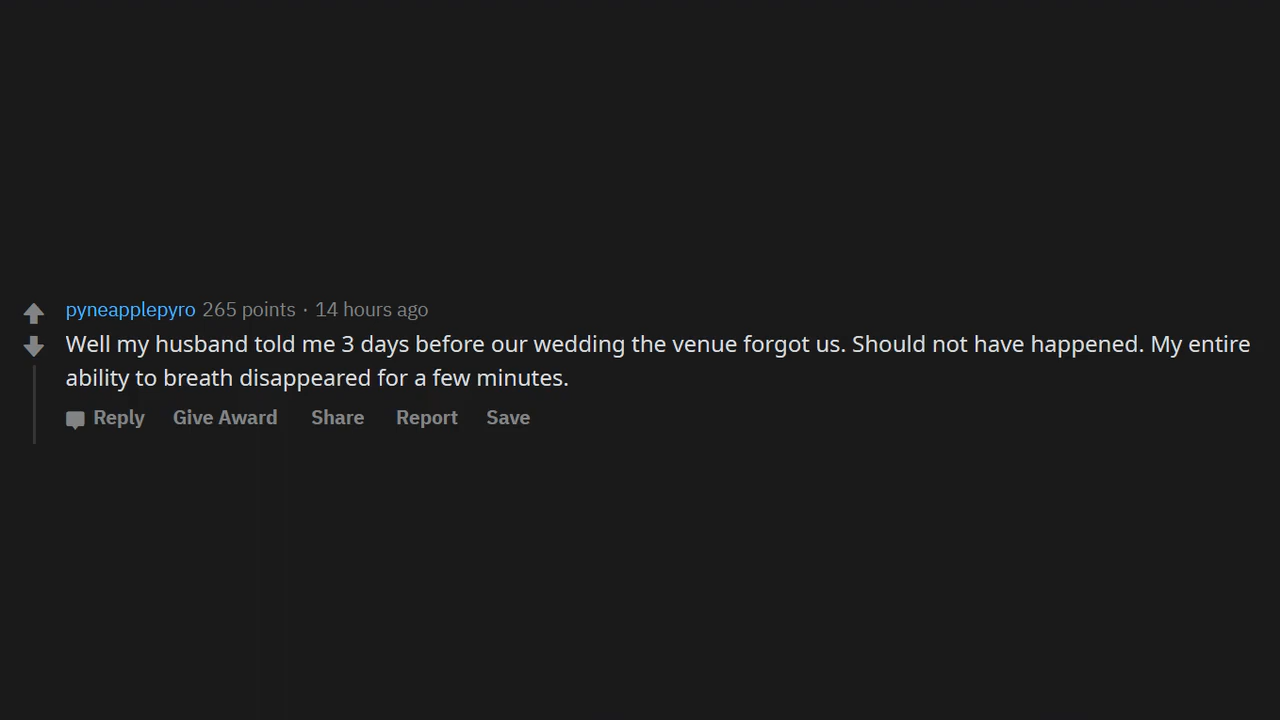 pyneapplepyro 265 points · 14 hours ago
Well my husband told me 3 days before our wedding the venue forgot us. Should not have happened. My entire
ability to breath disappeared for a few minutes.
Reply Give Award Share Report Save